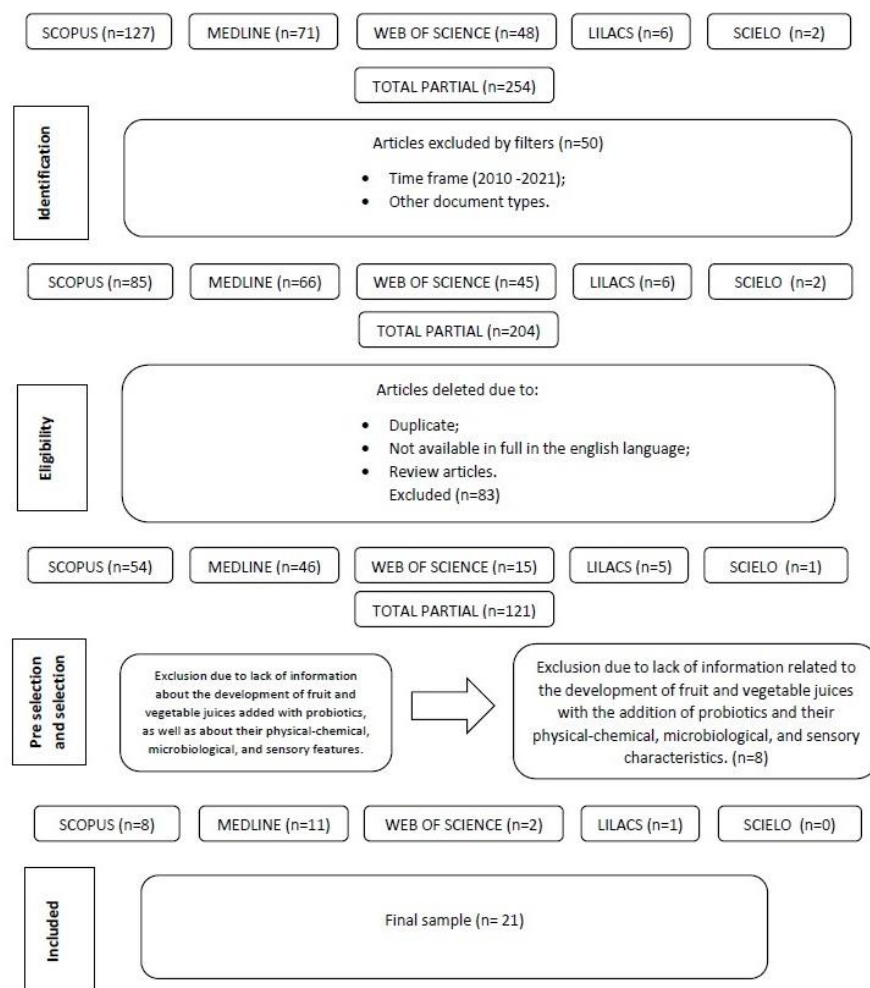 SCOPUS (n=127)
MEDLINE (n=71)
WEB OF SCIENCE (n=48)
LILACS (n=6)
SCIELO (n=2)
TOTAL PARTIAL (n=254)
Identification
Articles excluded by filters (n=50)
• Time frame (2010 -2021);
• Other document types.
SCOPUS (n=85)
MEDLINE (n=66)
WEB OF SCIENCE (n=45)
LILACS (n=6)
SCIELO (n=2)
TOTAL PARTIAL (n=204)
Eligibility
Articles deleted due to:
• Duplicate;
• Not available in full in the english language;
• Review articles.
Excluded (n=83)
SCOPUS (n=54)
MEDLINE (n=46)
WEB OF SCIENCE (n=15)
LILACS (n=5)
SCIELO (n=1)
TOTAL PARTIAL (n=121)
Pre selection
and selection
Exclusion due to lack of information
about the development of fruit and
vegetable juices added with probiotics,
as well as about their physical-chemical,
microbiological, and sensory features.
Exclusion due to lack of information related to
the development of fruit and vegetable juices
with the addition of probiotics and their
physical-chemical, microbiological, and sensory
characteristics. (n=8)
SCOPUS (n=8)
MEDLINE (n=11)
WEB OF SCIENCE (n=2)
LILACS (n=1)
SCIELO (n=0)
Included
Final sample (n= 21)